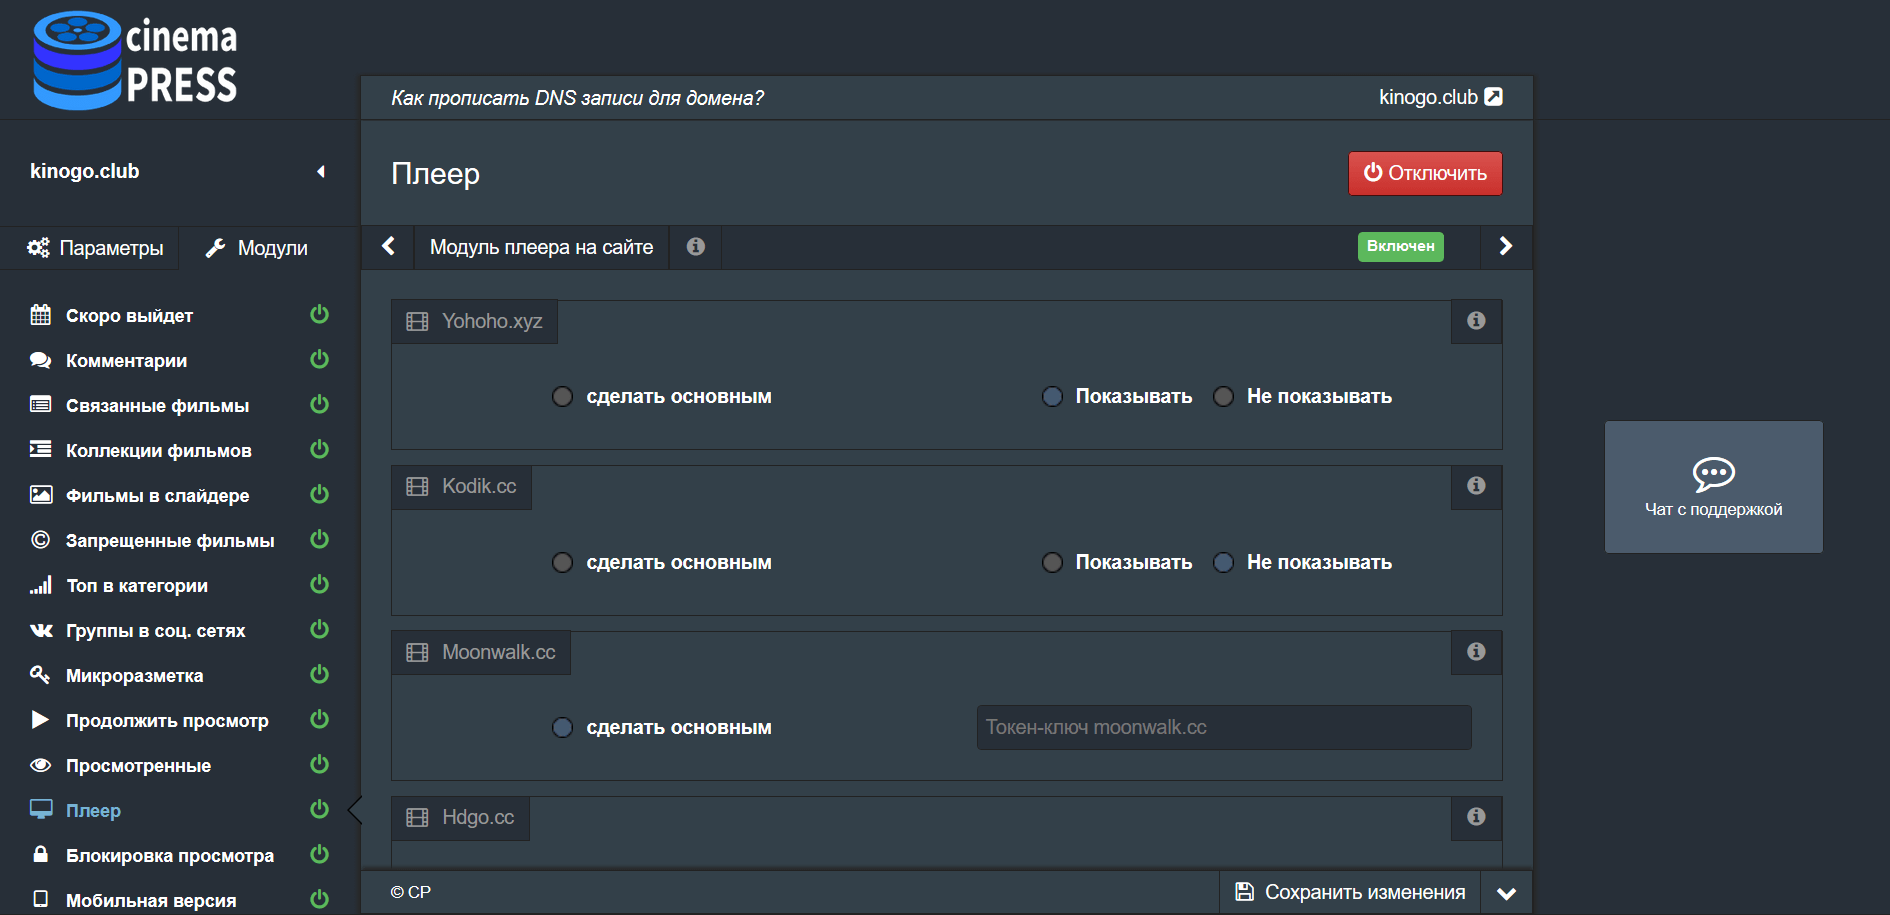 cinema
PRESS
Как прописать DNS записи для домена?
kinogo.club
kinogo.club
Плеер
Отключить
Параметры
Модули
Модуль плеера на сайте
Включен
Скоро выйдет
Комментарии
Связанные фильмы
Коллекции фильмов
Фильмы в слайдере
Запрещенные фильмы
Топ в категории
Группы в соц. сетях
Микроразметка
Продолжить просмотр
Просмотренные
Плеер
Блокировка просмотра
Мобильная версия
Yohoho.xyz
сделать основным
Показывать
Не показывать
Kodik.cc
сделать основным
Показывать
Не показывать
Moonwalk.cc
сделать основным
Токен-ключ moonwalk.cc
Hdgo.cc
Чат с поддержкой
© CP
Сохранить изменения